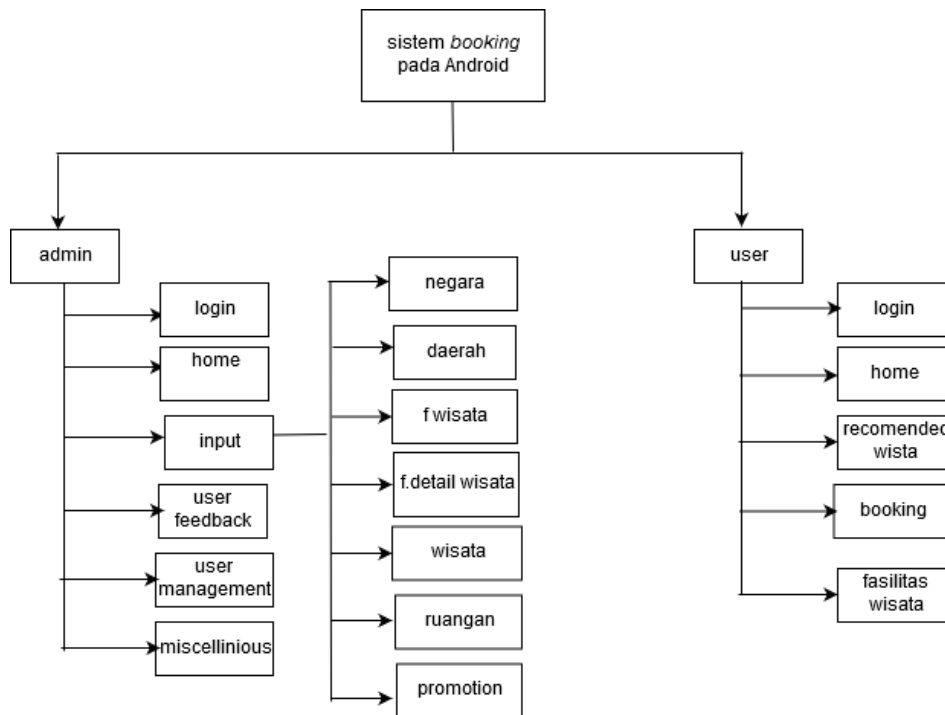 sistem booking
pada Android
admin
login
home
input
user
feedback
user
management
miscellinious
negara
daerah
f wisata
f.detail wisata
wisata
ruangan
promotion
user
login
home
recomended
wista
booking
fasilitas
wisata